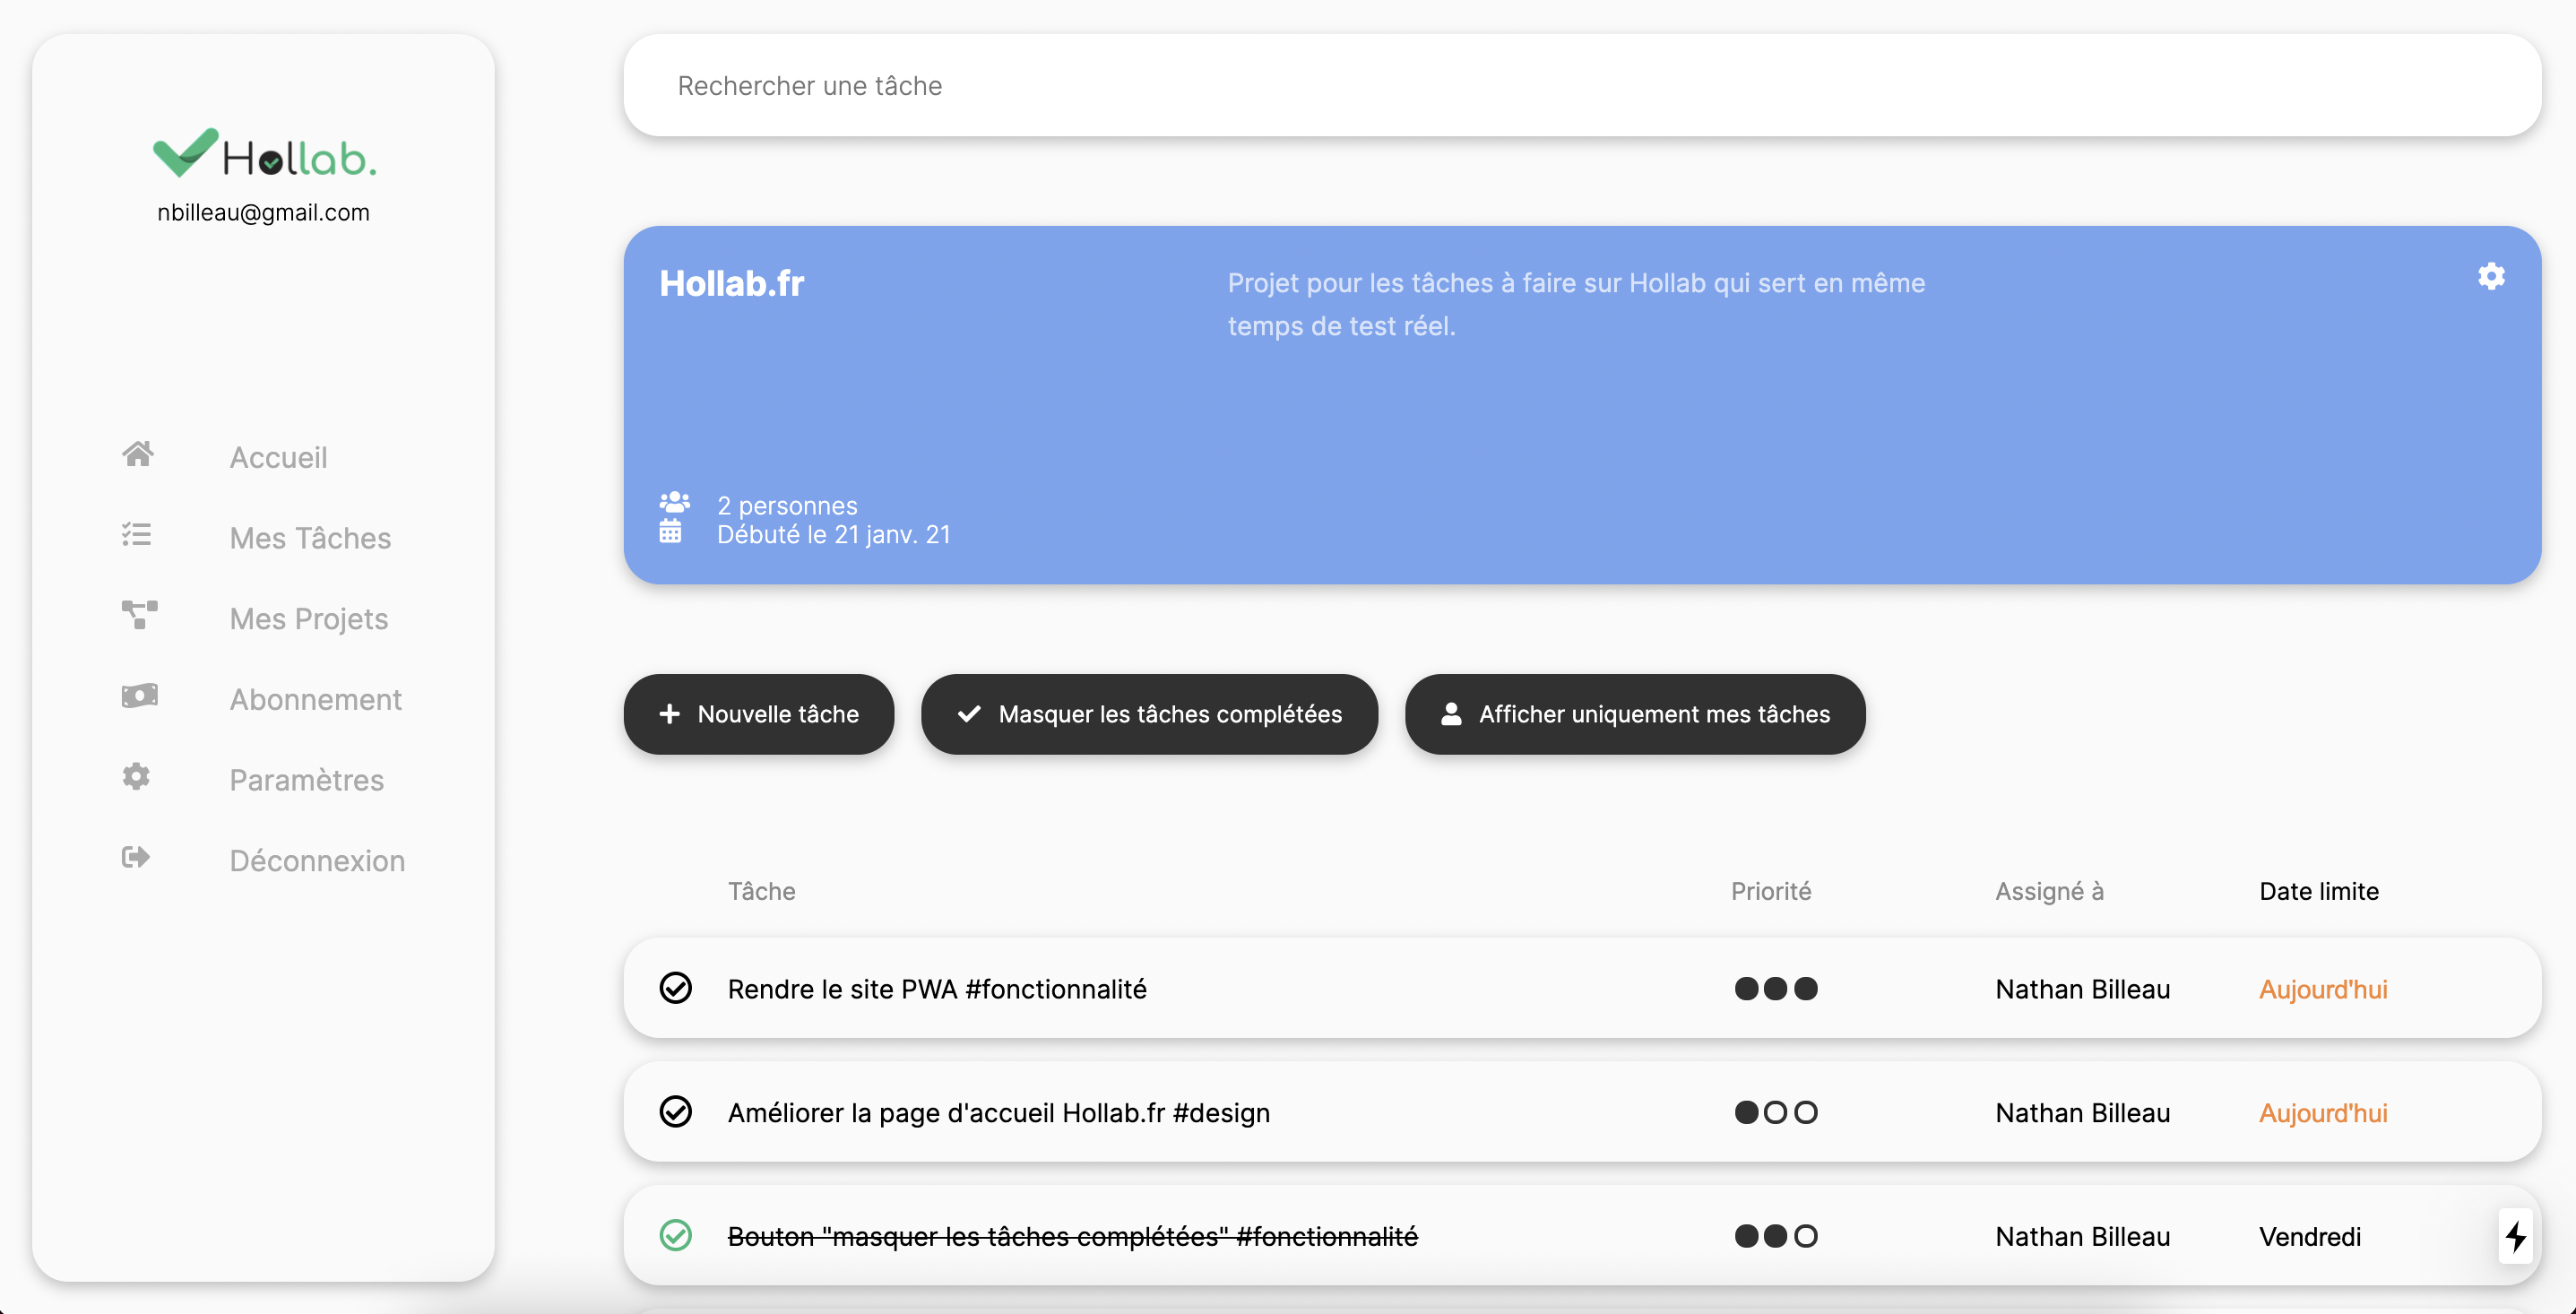 Hollab.
nbilleau@gmail.com
Accueil
Mes Tâches
Mes Projets
Abonnement
Paramètres
Déconnexion
Rechercher une tâche
Hollab.fr
Projet pour les tâches à faire sur Hollab qui sert en même
temps de test réel.
2 personnes
Débuté le 21 janv. 21
Nouvelle tâche
Masquer les tâches complétées
Afficher uniquement mes tâches
Tâche Priorité Assigné à Date limite
Rendre le site PWA #fonctionnalité Nathan Billeau Aujourd'hui
Améliorer la page d'accueil Hollab.fr #design Nathan Billeau Aujourd'hui
Bouton "masquer les tâches complétées" #fonctionnalité Nathan Billeau Vendredi